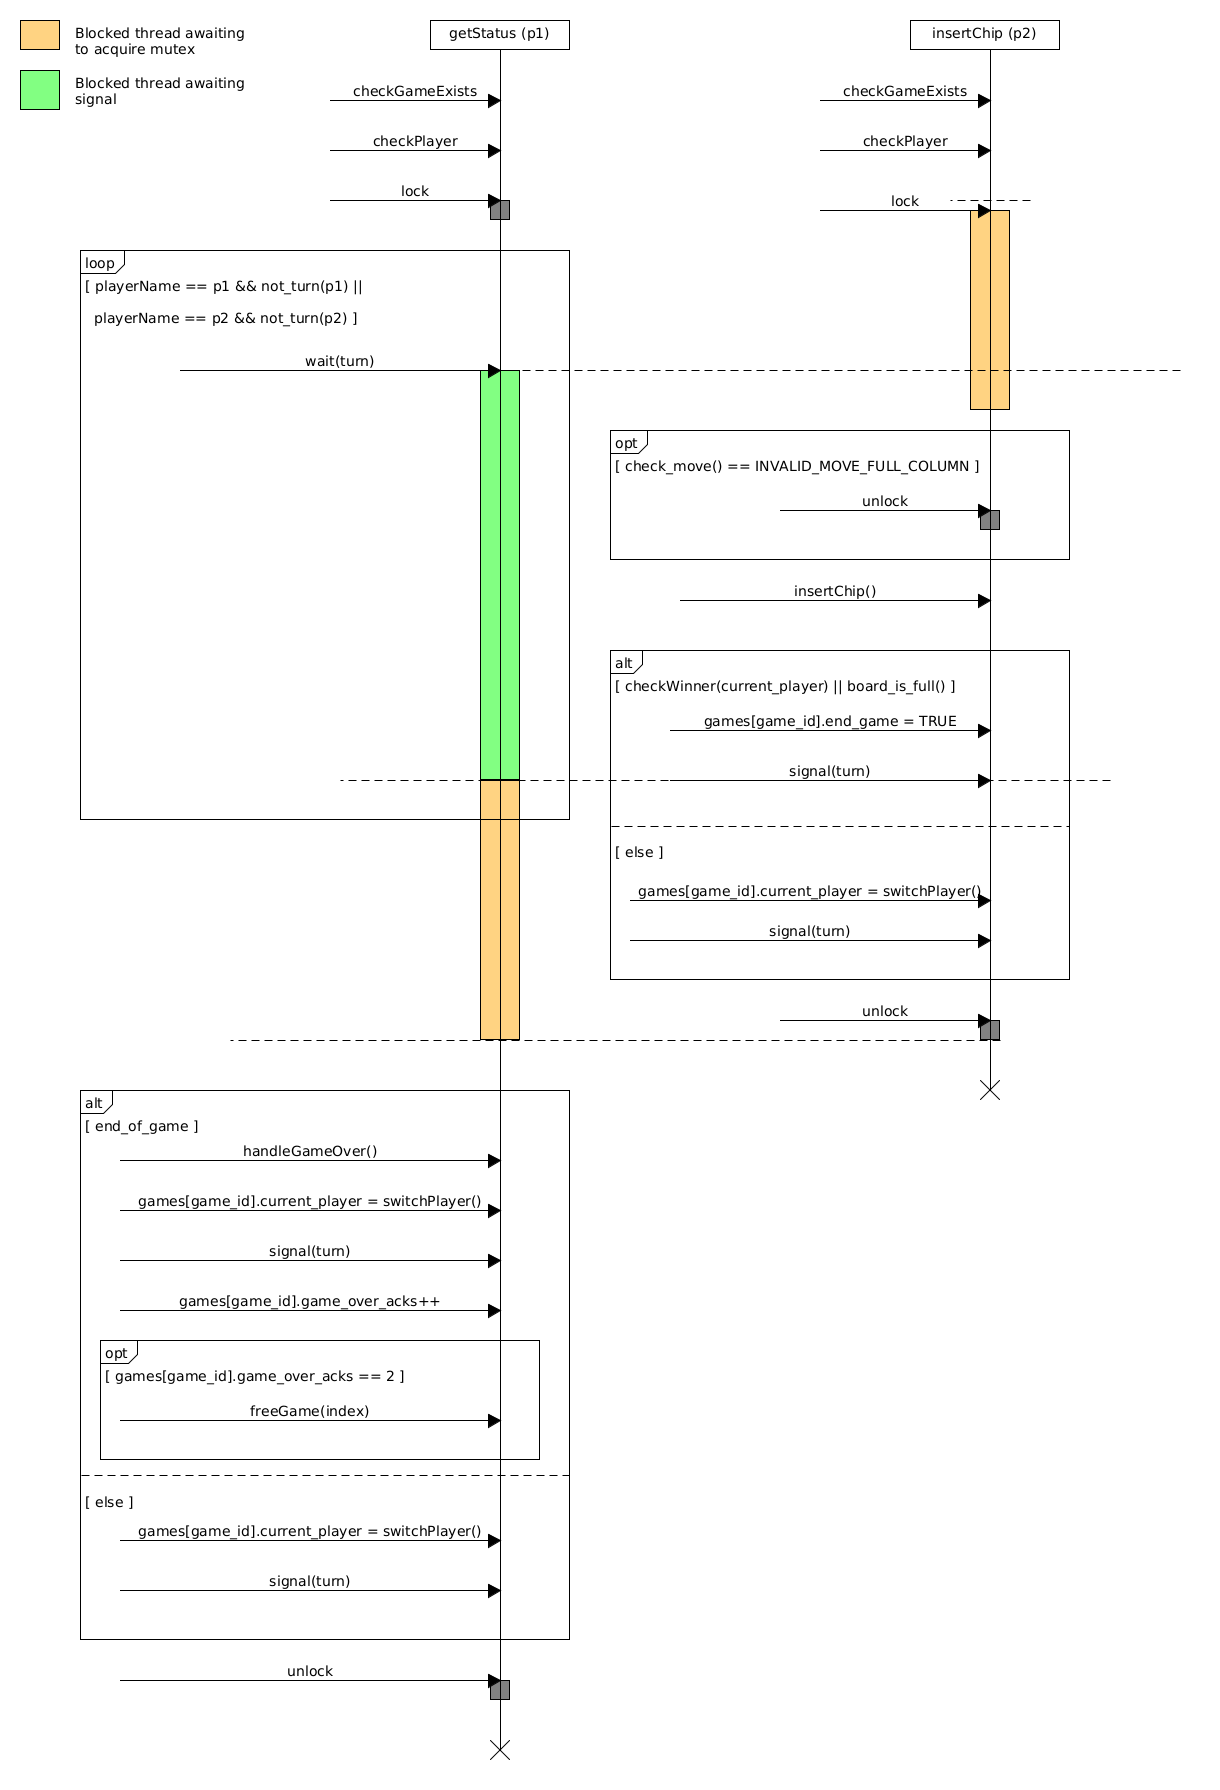 Blocked thread awaiting
to acquire mutex
Blocked thread awaiting
signal
getStatus (p1)
insertChip (p2)
checkGameExists
checkGameExists
checkPlayer
checkPlayer
lock
lock
loop
[ playerName == p1 && not_turn(p1) ||
playerName == p2 && not_turn(p2) ]
wait(turn)
opt
[ check_move() == INVALID_MOVE_FULL_COLUMN ]
unlock
insertChip()
alt
[ checkWinner(current_player) || board_is_full() ]
games[game_id].end_game = TRUE
signal(turn)
[ else ]
games[game_id].current_player = switchPlayer()
signal(turn)
unlock
alt
[ end_of_game ]
handleGameOver()
games[game_id].current_player = switchPlayer()
signal(turn)
games[game_id].game_over_acks++
opt
[ games[game_id].game_over_acks == 2 ]
freeGame(index)
[ else ]
games[game_id].current_player = switchPlayer()
signal(turn)
unlock